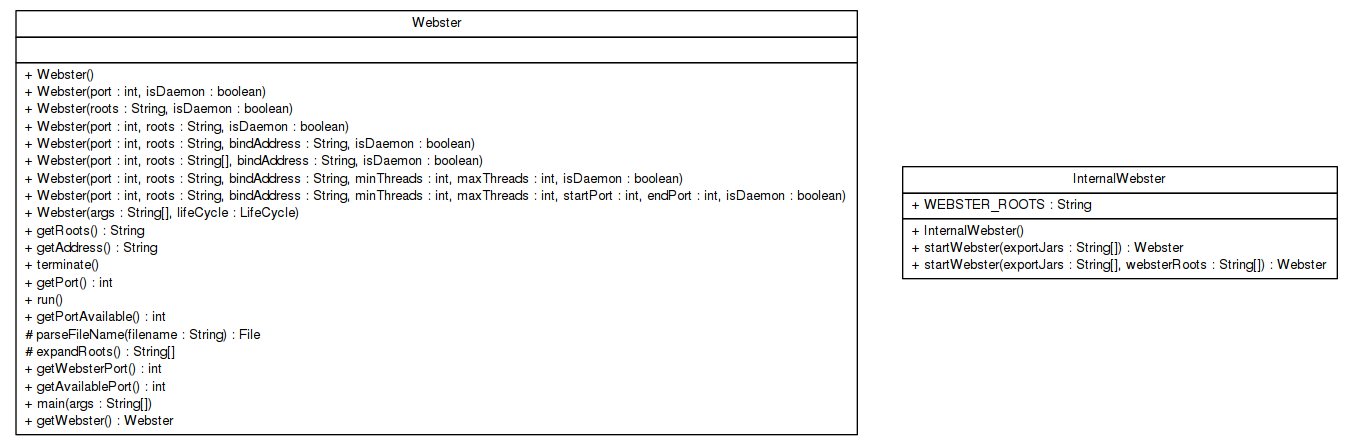 Webster
+ Webster()
+ Webster(port : int, isDaemon : boolean)
+ Webster(roots : String, isDaemon : boolean)
+ Webster(port : int, roots : String, isDaemon : boolean)
+ Webster(port : int, roots : String, bindAddress : String, isDaemon : boolean)
+ Webster(port : int, roots : String[], bindAddress : String, isDaemon : boolean)
+ Webster(port : int, roots : String, bindAddress : String, minThreads : int, maxThreads : int, isDaemon : boolean)
+ Webster(port : int, roots : String, bindAddress : String, minThreads : int, maxThreads : int, startPort : int, endPort : int, isDaemon : boolean)
+ Webster(args : String[], lifeCycle : LifeCycle)
+ getRoots() : String
+ getAddress() : String
+ terminate()
+ getPort() : int
+ run()
+ getPortAvailable() : int
# parseFileName(filename : String) : File
# expandRoots() : String[]
+ getWebsterPort() : int
+ getAvailablePort() : int
+ main(args : String[])
+ getWebster() : Webster
InternalWebster
+ WEBSTER_ROOTS : String
+ InternalWebster()
+ startWebster(exportJars : String[]) : Webster
+ startWebster(exportJars : String[], websterRoots : String[]) : Webster